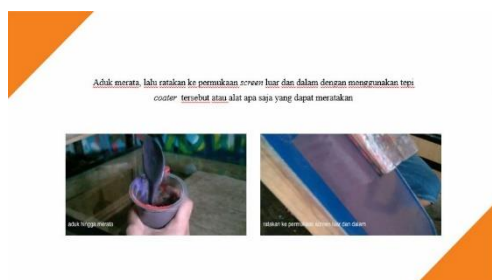 Aduk merata, lalu ratakan ke permukaan screen luar dan dalam dengan menggunakan tepi
coater tersebut atau alat apa saja yang dapat meratakan
aduk hingga merata
ratakan ke permukaan screen luar dan dalam